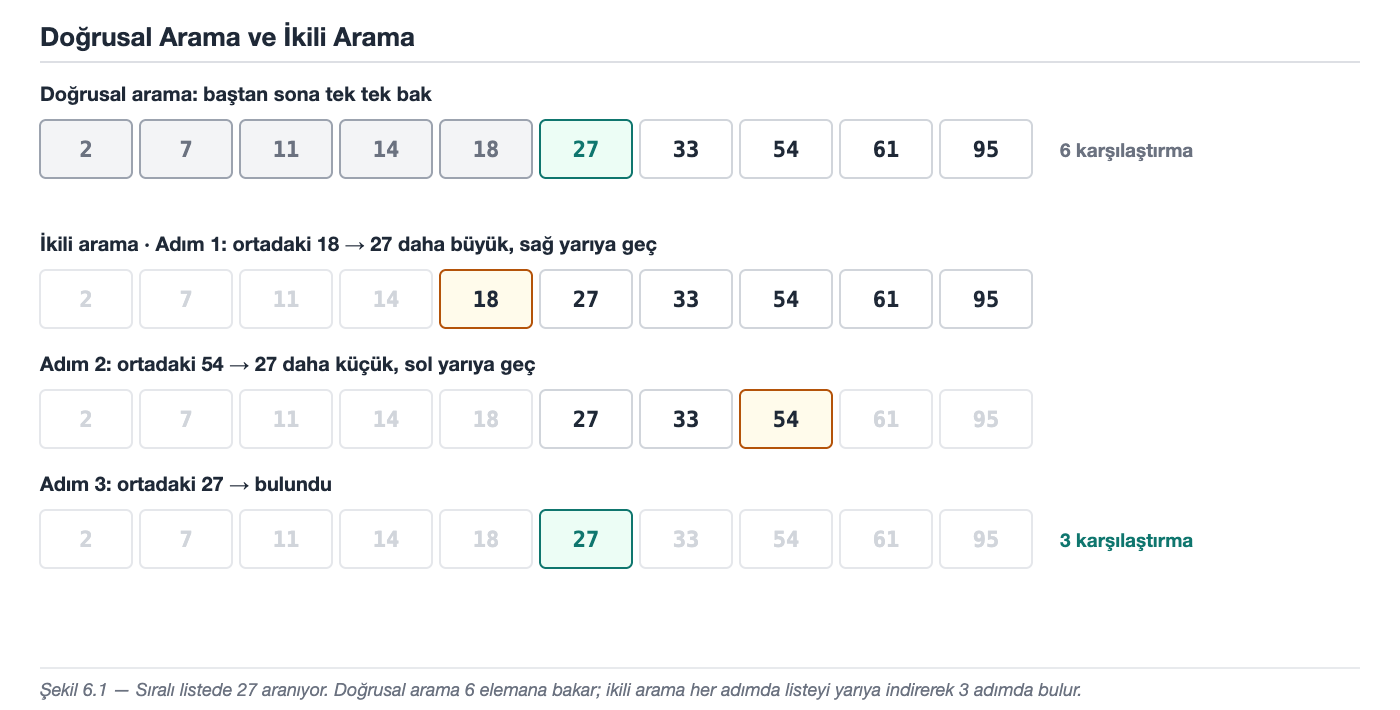 Doğrusal Arama ve İkili Arama
Doğrusal arama: baştan sona tek tek bak
2 7 11 14 18 27 33 54 61 95 6 karşılaştırma
İkili arama · Adım 1: ortadaki 18 → 27 daha büyük, sağ yarıya geç
2 7 11 14 18 27 33 54 61 95
Adım 2: ortadaki 54 → 27 daha küçük, sol yarıya geç
2 7 11 14 18 27 33 54 61 95
Adım 3: ortadaki 27 → bulundu
2 7 11 14 18 27 33 54 61 95 3 karşılaştırma
Şekil 6.1 — Sıralı listede 27 aranıyor. Doğrusal arama 6 elemana bakar; ikili arama her adımda listeyi yarıya indirerek 3 adımda bulur.